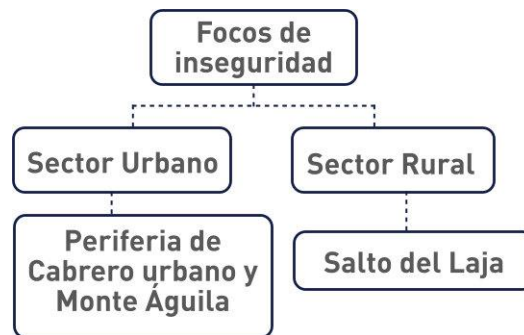 Focos de
inseguridad
Sector Urbano
Sector Rural
Periferia de
Cabrero urbano y
Monte Águila
Salto del Laja